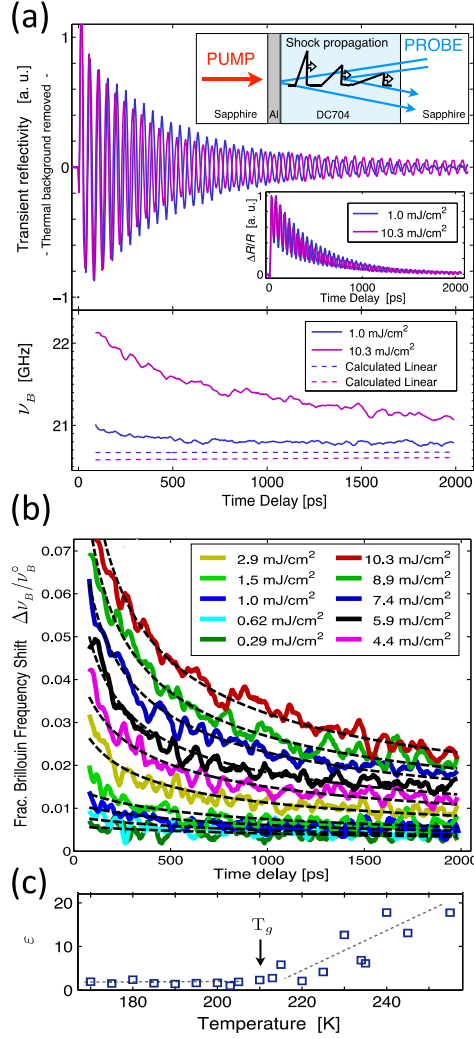 (a)
PUMP
Shock propagation
PROBE
Sapphire
Al
DC704
Sapphire
Transient reflectivity [a. u.]
- Thermal background removed -
1
0
−1
ΔR/R [a. u.]
1
0
1.0 mJ/cm²
10.3 mJ/cm²
0
500
1000
1500
2000
Time Delay [ps]
ν_B [GHz]
22
21
1.0 mJ/cm²
10.3 mJ/cm²
Calculated Linear
Calculated Linear
0
500
1000
1500
2000
Time Delay [ps]
(b)
Frac. Brillouin Frequency Shift Δν_B/ν_B°
0.07
0.06
0.05
0.04
0.03
0.02
0.01
0
2.9 mJ/cm²
1.5 mJ/cm²
1.0 mJ/cm²
0.62 mJ/cm²
0.29 mJ/cm²
10.3 mJ/cm²
8.9 mJ/cm²
7.4 mJ/cm²
5.9 mJ/cm²
4.4 mJ/cm²
0
500
1000
1500
2000
Time delay [ps]
(c)
ε
20
10
0
T_g
180
200
220
240
Temperature [K]